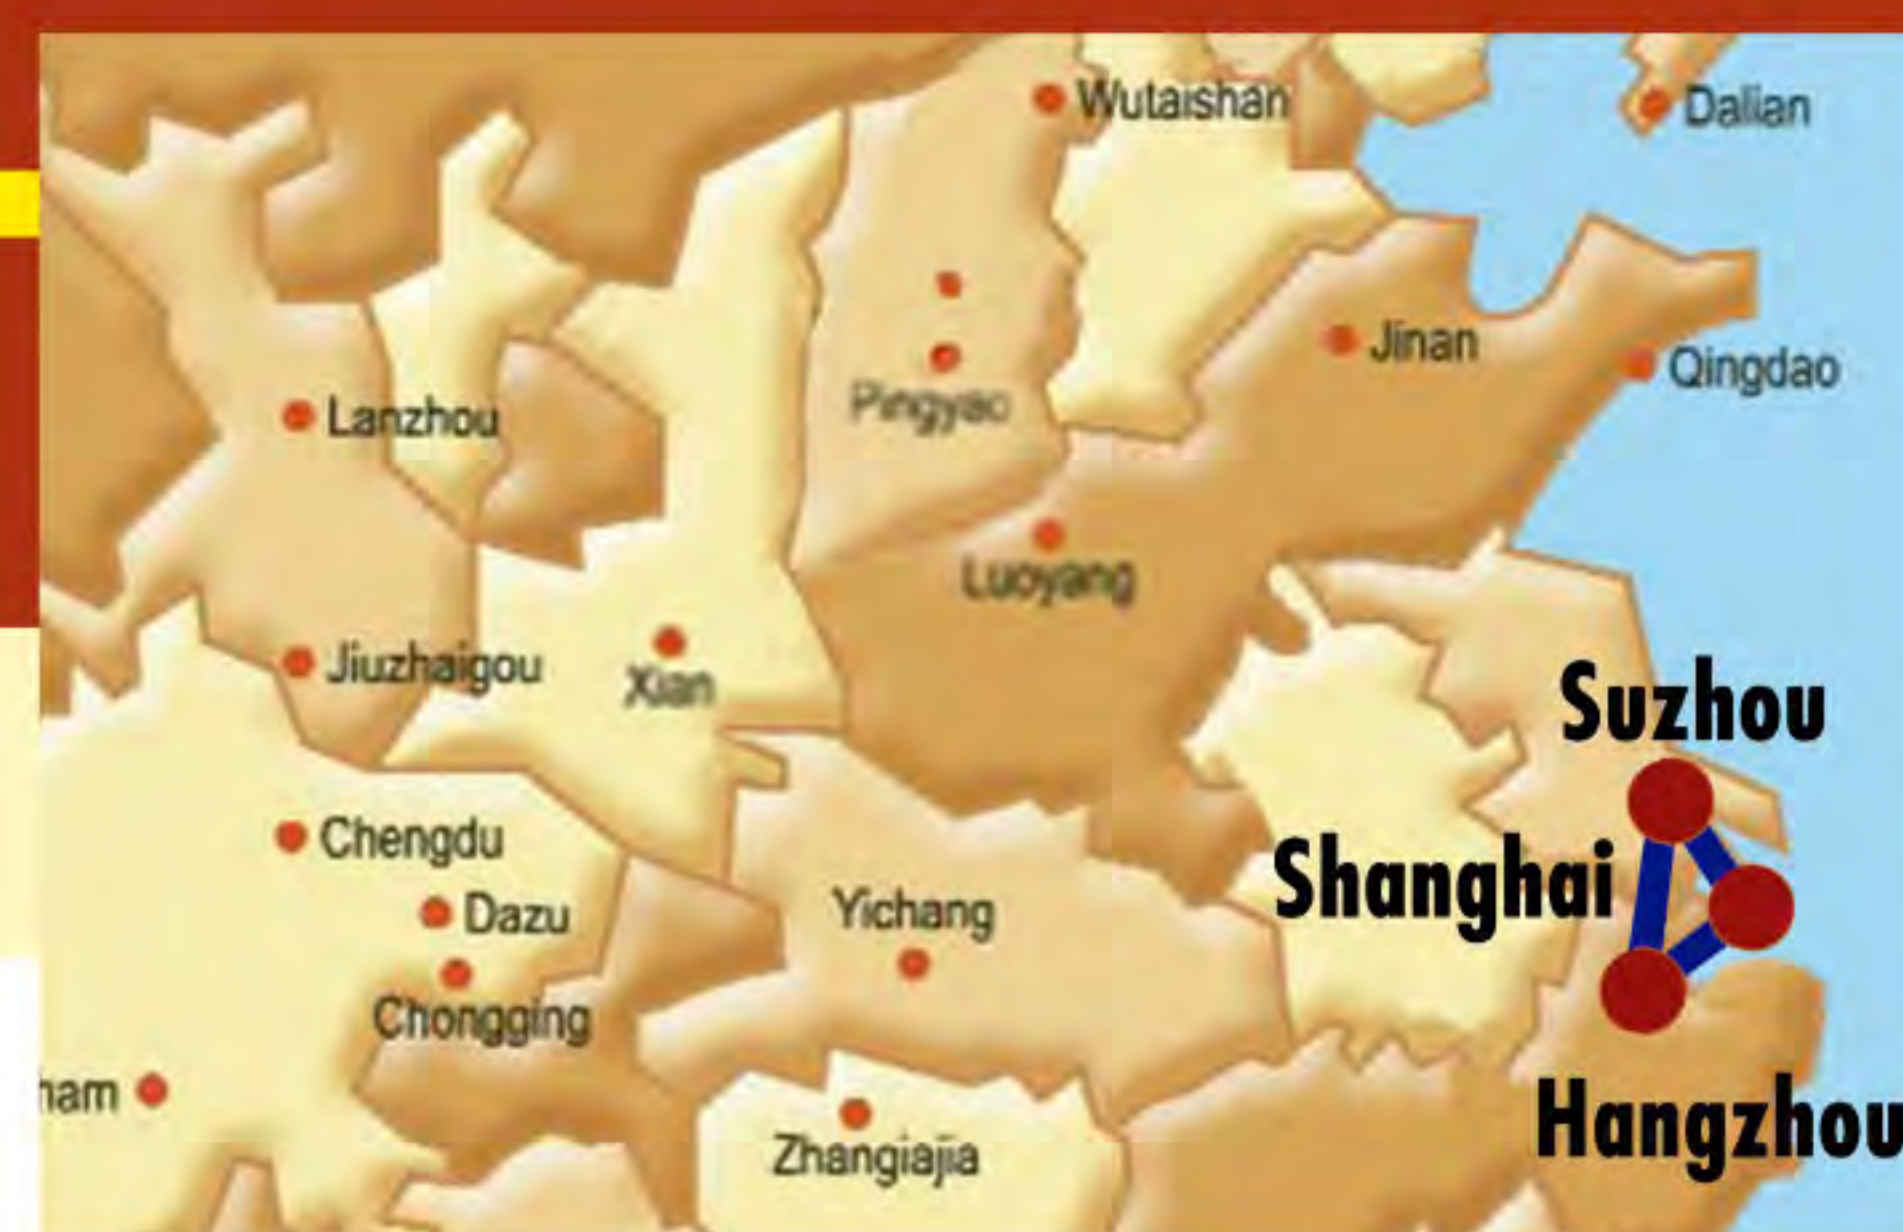 Wutaishan
Dalian
Jinan
Qingdao
Pingyao
Lanzhou
Luoyang
Jiuzhaigou
Xian
Suzhou
Chengdu
Shanghai
Dazu
Yichang
Chongging
ham
Hangzhou
Zhangiajia